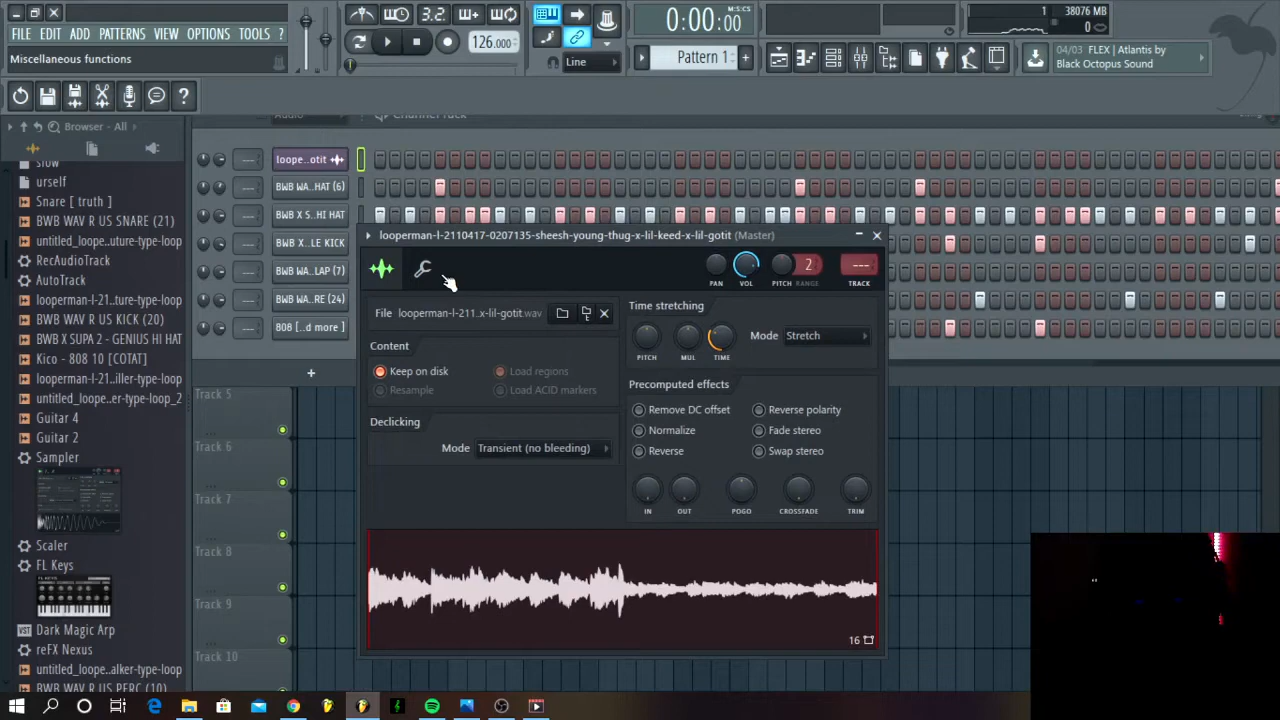 FILE EDIT ADD PATTERNS VIEW OPTIONS TOOLS ?
Miscellaneous functions
3.2
126.000
Line
0:00:00
M:S:CS
Pattern 1
1
38076 MB
0
04/03 FLEX | Atlantis by
Black Octopus Sound
Browser - All
slow
urself
Snare [ truth ]
BWB WAV R US SNARE (21)
untitled_loope..uture-type-loop
RecAudioTrack
AutoTrack
looperman-l-21..ture-type-loop
BWB WAV R US KICK (20)
BWB X SUPA 2 - GENIUS HI HAT
Kico - 808 10 [COTAT]
looperman-l-21..iller-type-loop
untitled_loope..er-type-loop_2
Guitar 4
Guitar 2
Sampler
Scaler
FL Keys
Dark Magic Arp
reFX Nexus
untitled_loope..alker-type-loop
BWB WAV R US PERC (10)
Audio
Channel rack
loope..otit
BWB WA..HAT (6)
BWB X S..HI HAT
BWB X..LE KICK
BWB WA..LAP (7)
BWB WA..RE (24)
808 [..d more ]
+
Track 5
Track 6
Track 7
Track 8
Track 9
Track 10
looperman-l-2110417-0207135-sheesh-young-thug-x-lil-keed-x-lil-gotit (Master)
PAN
VOL
PITCH
RANGE
2
---
TRACK
File looperman-l-211..x-lil-gotit.wav
Content
Keep on disk
Load regions
Resample
Load ACID markers
Declicking
Mode Transient (no bleeding)
Time stretching
PITCH
MUL
TIME
Mode Stretch
Precomputed effects
Remove DC offset
Reverse polarity
Normalize
Fade stereo
Reverse
Swap stereo
IN
OUT
POGO
CROSSFADE
TRIM
16